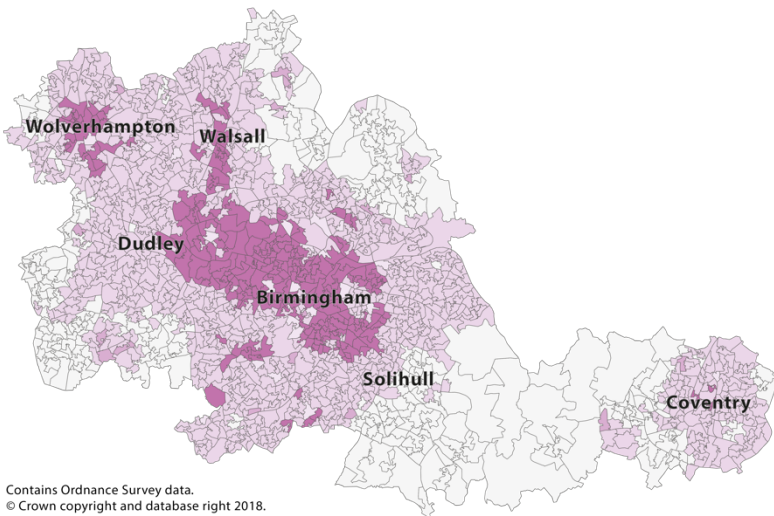 Wolverhampton
Walsall
Dudley
Birmingham
Solihull
Coventry
Contains Ordnance Survey data.
© Crown copyright and database right 2018.